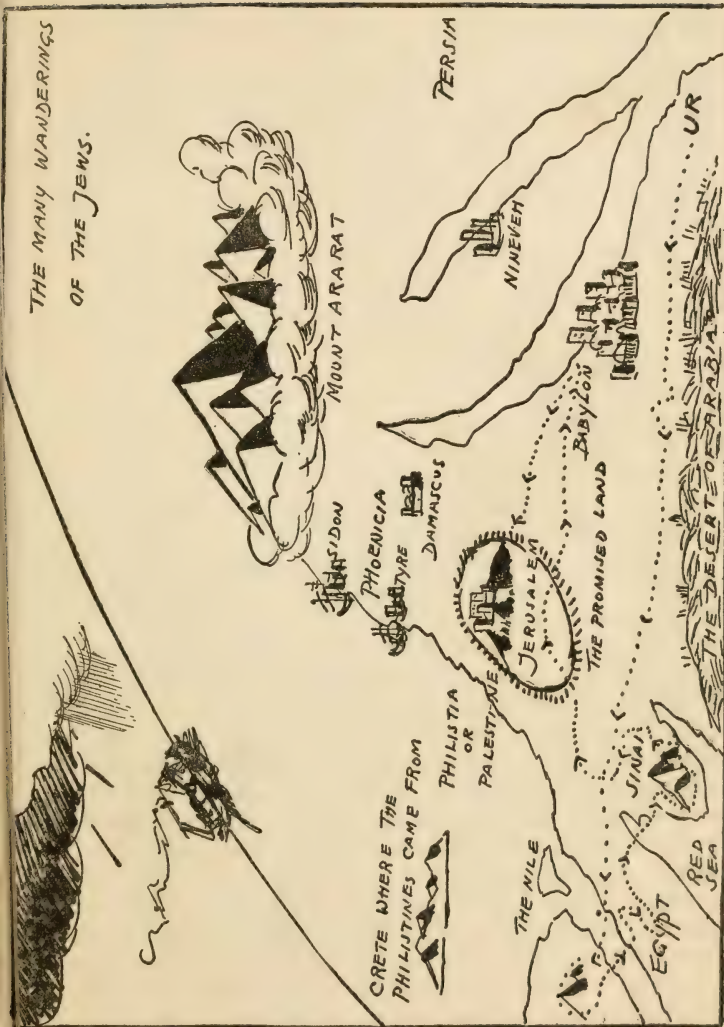 THE MANY WANDERINGS
OF THE JEWS.
MOUNT ARARAT
PERSIA
NINEVEH
SIDON
PHOENICIA
TYRE
DAMASCUS
BABYLON
UR
CRETE WHERE THE
PHILISTINES CAME FROM
PHILISTIA
OR
PALESTINE
JERUSALEM
THE PROMISED LAND
THE DESERT OF ARABIA
THE NILE
SINAI
EGYPT
RED
SEA